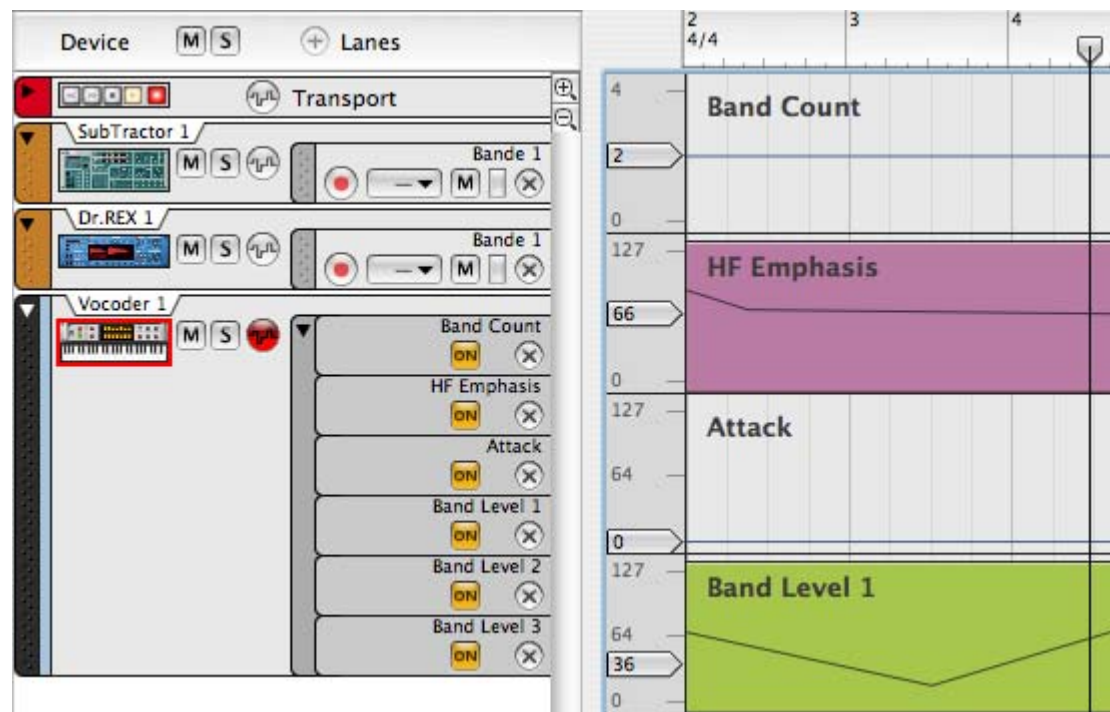 Device M S + Lanes
Transport
SubTractor 1
M S
Bande 1
M
Dr.REX 1
M S
Bande 1
M
Vocoder 1
M S
Band Count
ON
HF Emphasis
ON
Attack
ON
Band Level 1
ON
Band Level 2
ON
Band Level 3
ON
2 3 4
4/4
4
Band Count
2
0
127
HF Emphasis
66
0
127
Attack
64
0
127
Band Level 1
64
36
0